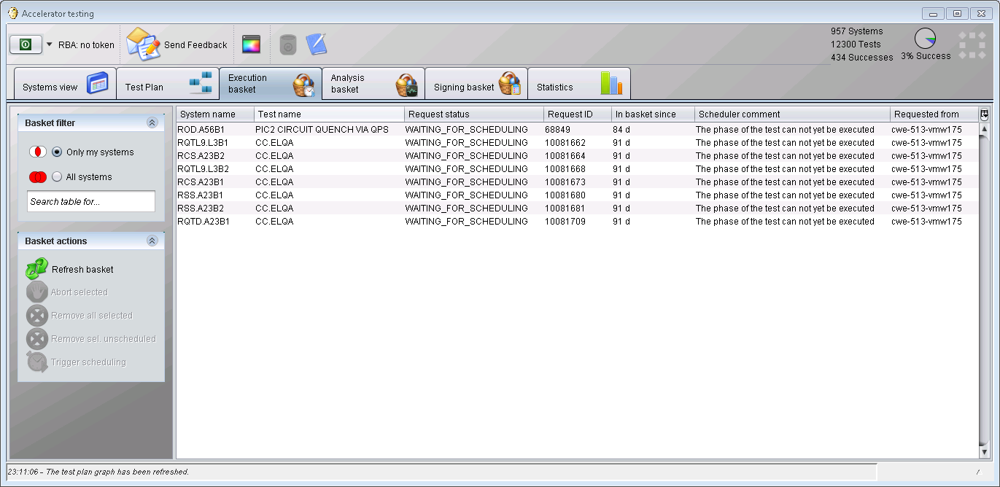 Accelerator testing
RBA: no token
Send Feedback
957 Systems
12300 Tests
434 Successes
3% Success
Systems view
Test Plan
Execution basket
Analysis basket
Signing basket
Statistics
Basket filter
Only my systems
All systems
Search table for...
Basket actions
Refresh basket
Abort selected
Remove all selected
Remove sel. unscheduled
Trigger scheduling
System name Test name Request status Request ID In basket since Scheduler comment Requested from
ROD.A56B1 PIC2 CIRCUIT QUENCH VIA QPS WAITING_FOR_SCHEDULING 68849 84 d The phase of the test can not yet be executed cwe-513-vmw175
RQTL9.L3B1 CC.ELQA WAITING_FOR_SCHEDULING 10081662 91 d The phase of the test can not yet be executed cwe-513-vmw175
RCS.A23B2 CC.ELQA WAITING_FOR_SCHEDULING 10081664 91 d The phase of the test can not yet be executed cwe-513-vmw175
RQTL9.L3B2 CC.ELQA WAITING_FOR_SCHEDULING 10081668 91 d The phase of the test can not yet be executed cwe-513-vmw175
RCS.A23B1 CC.ELQA WAITING_FOR_SCHEDULING 10081673 91 d The phase of the test can not yet be executed cwe-513-vmw175
RSS.A23B1 CC.ELQA WAITING_FOR_SCHEDULING 10081680 91 d The phase of the test can not yet be executed cwe-513-vmw175
RSS.A23B2 CC.ELQA WAITING_FOR_SCHEDULING 10081681 91 d The phase of the test can not yet be executed cwe-513-vmw175
RQTD.A23B1 CC.ELQA WAITING_FOR_SCHEDULING 10081709 91 d The phase of the test can not yet be executed cwe-513-vmw175
23:11:06 - The test plan graph has been refreshed.